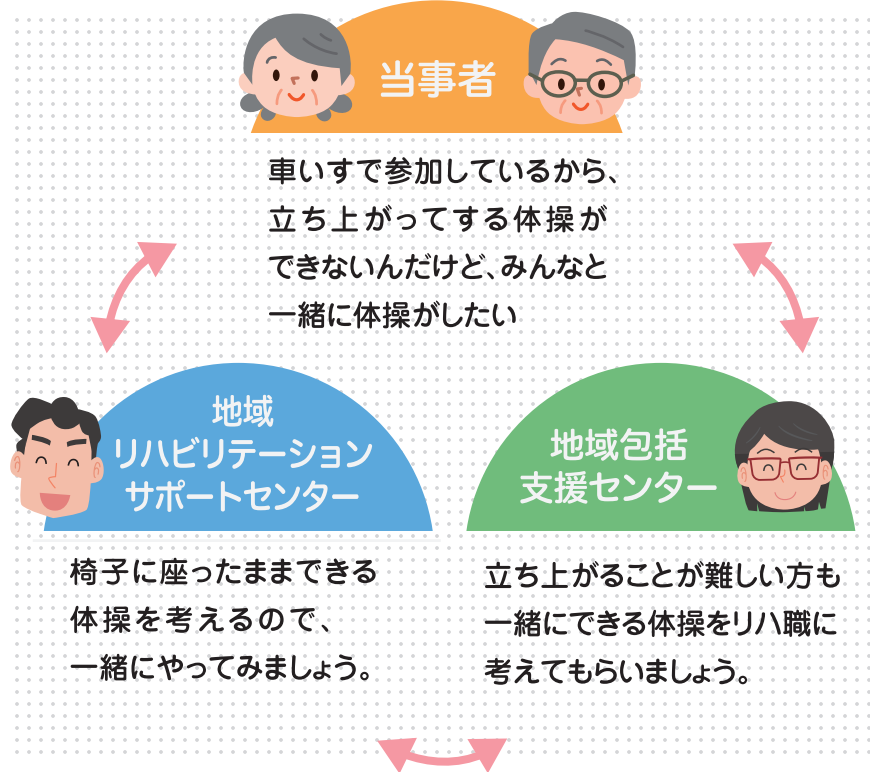 当事者
車いすで参加しているから、
立ち上がってする体操が
できないんだけど、みんなと
一緒に体操がしたい
地域
リハビリテーション
サポートセンター
椅子に座ったままできる
体操を考えるので、
一緒にやってみましょう。
地域包括
支援センター
立ち上がることが難しい方も
一緒にできる体操をリハ職に
考えてもらいましょう。